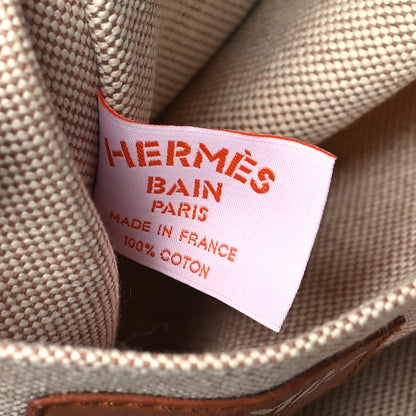 HERMÈS
BAIN
PARIS
MADE IN FRANCE
100% COTON